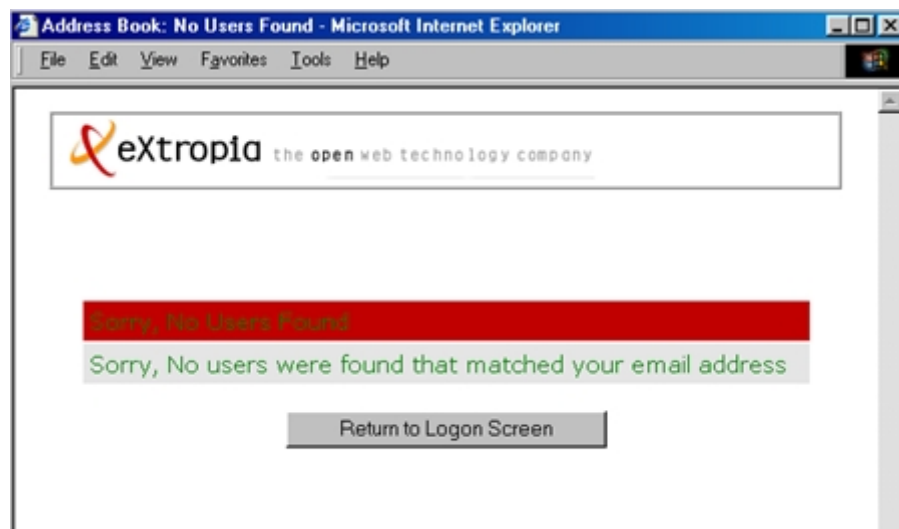 Address Book: No Users Found - Microsoft Internet Explorer
File Edit View Favorites Tools Help
eXtropia the open web technology company
Sorry, No Users Found
Sorry, No users were found that matched your email address
Return to Logon Screen